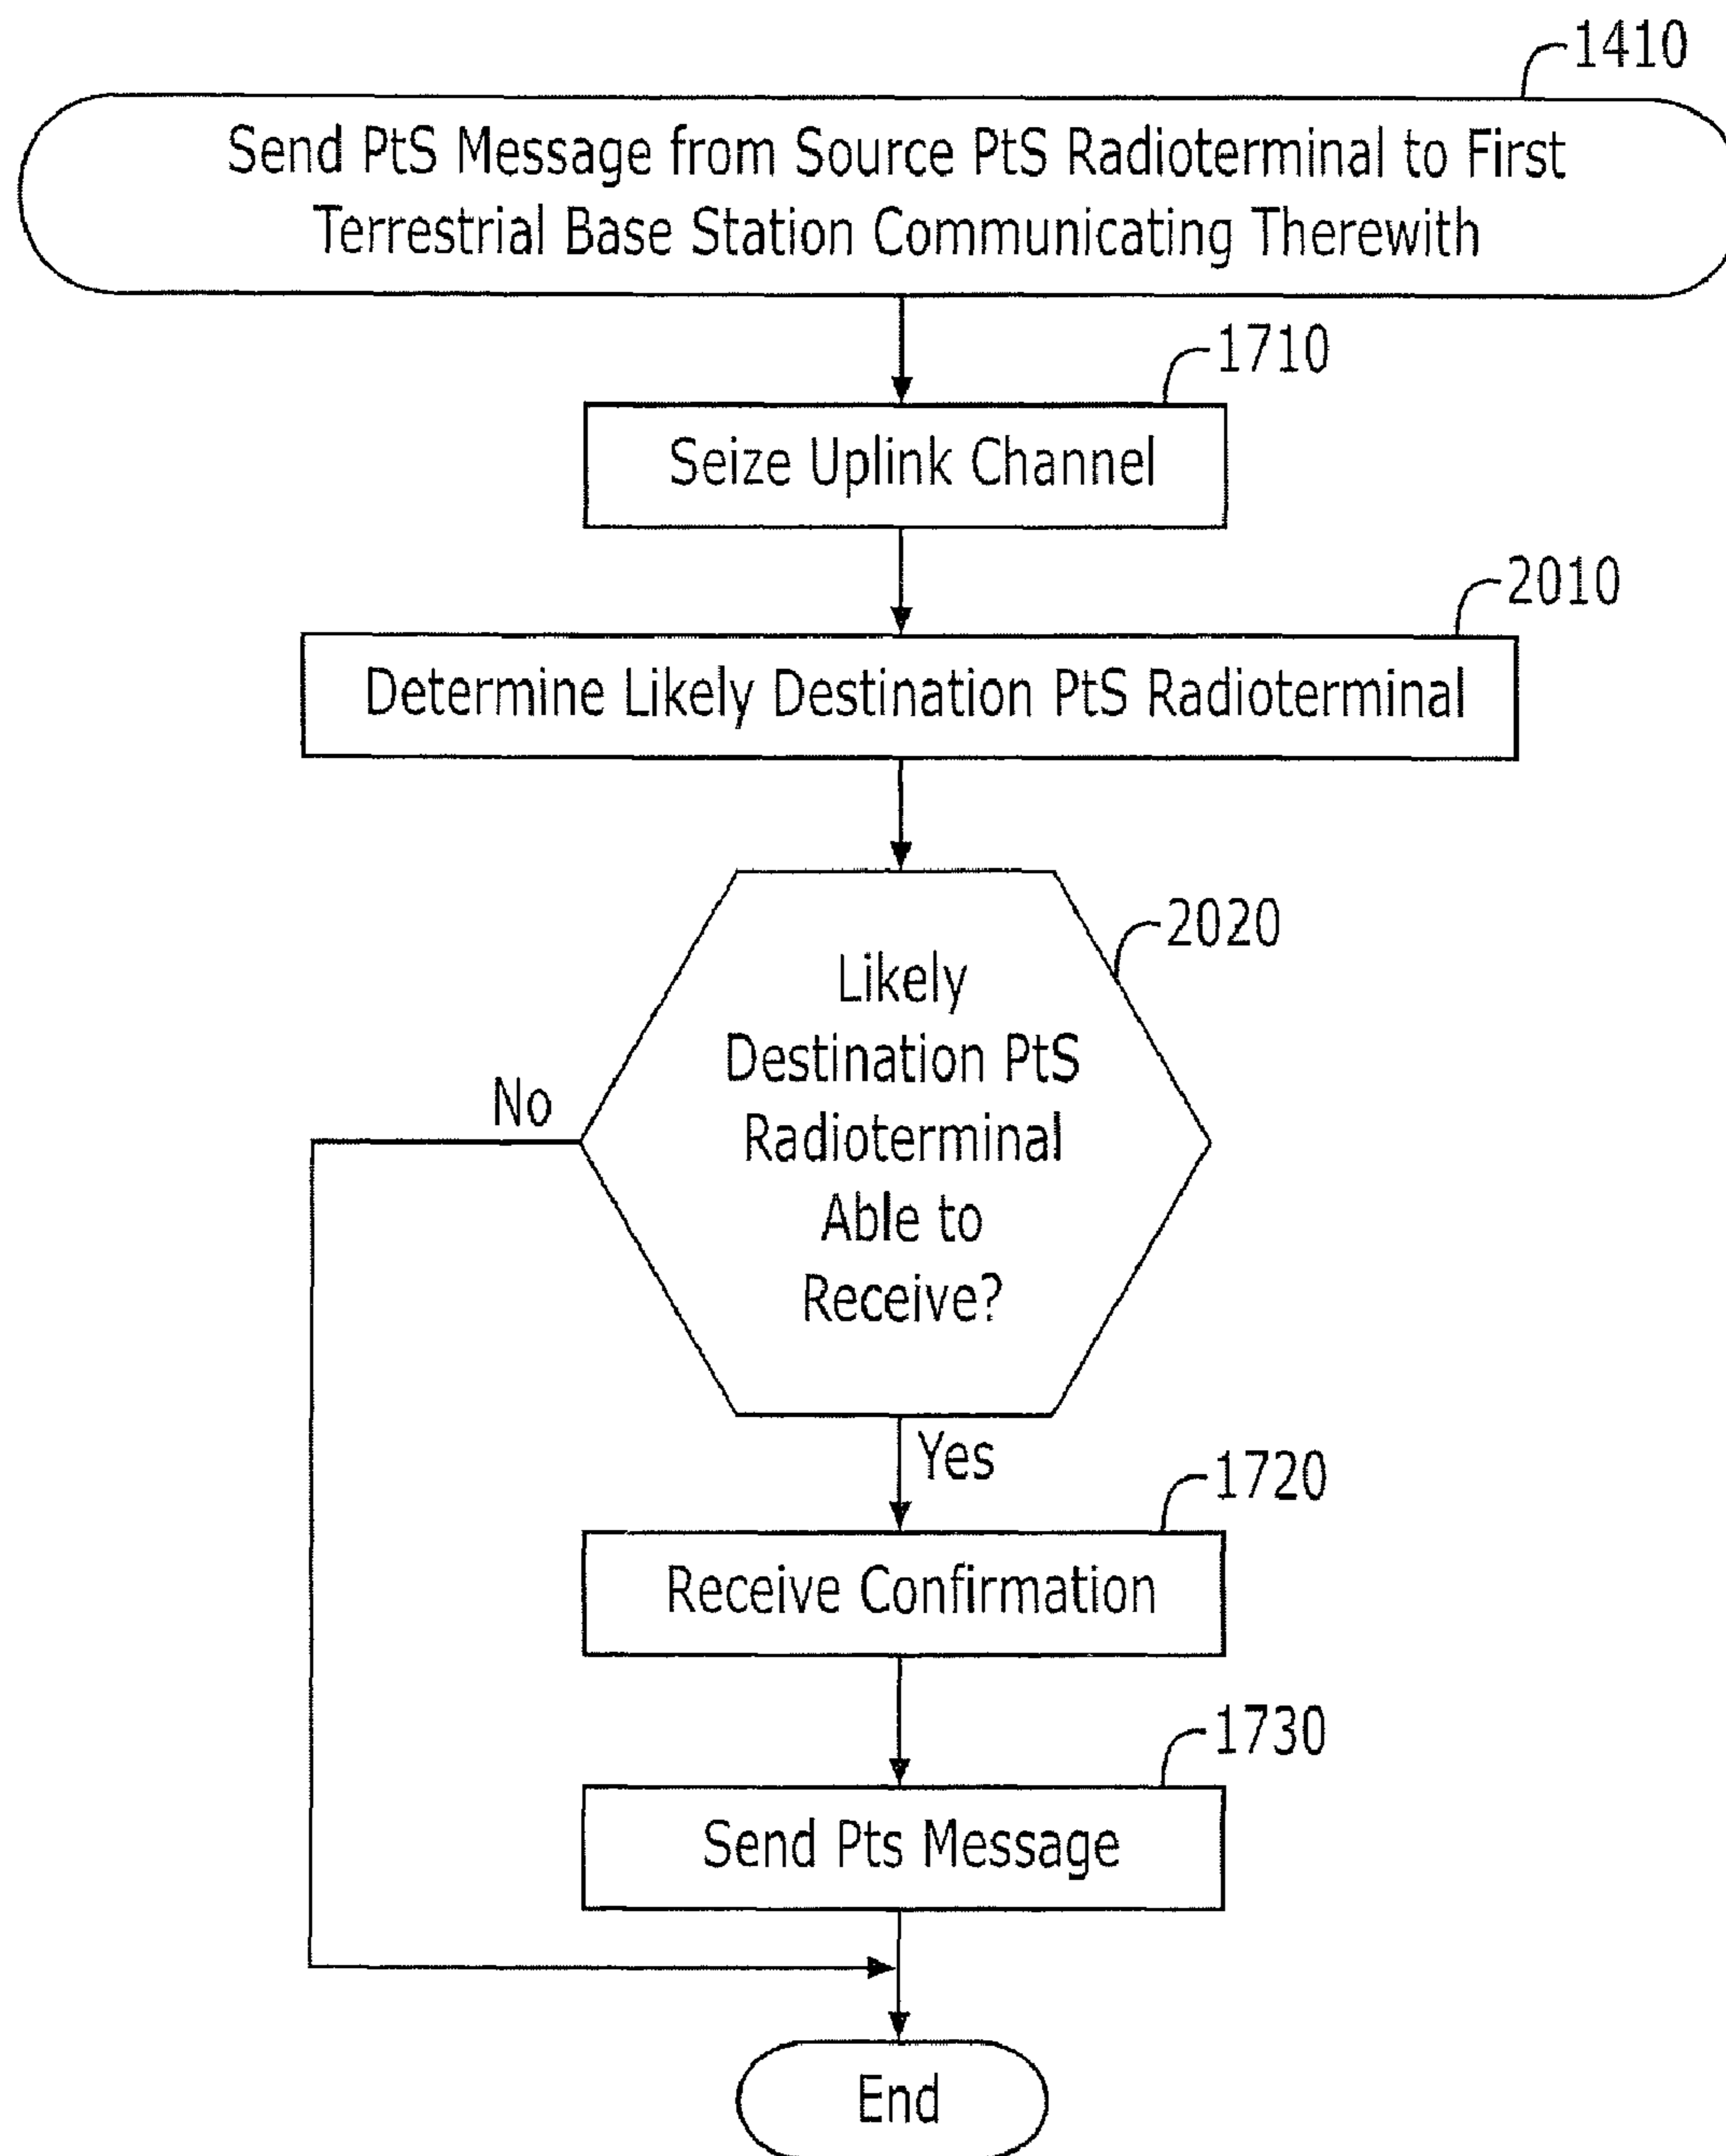 1410
Send PtS Message from Source PtS Radioterminal to First
Terrestrial Base Station Communicating Therewith
1710
Seize Uplink Channel
2010
Determine Likely Destination PtS Radioterminal
2020
Likely
Destination PtS
Radioterminal
Able to
Receive?
No
Yes
1720
Receive Confirmation
1730
Send Pts Message
End